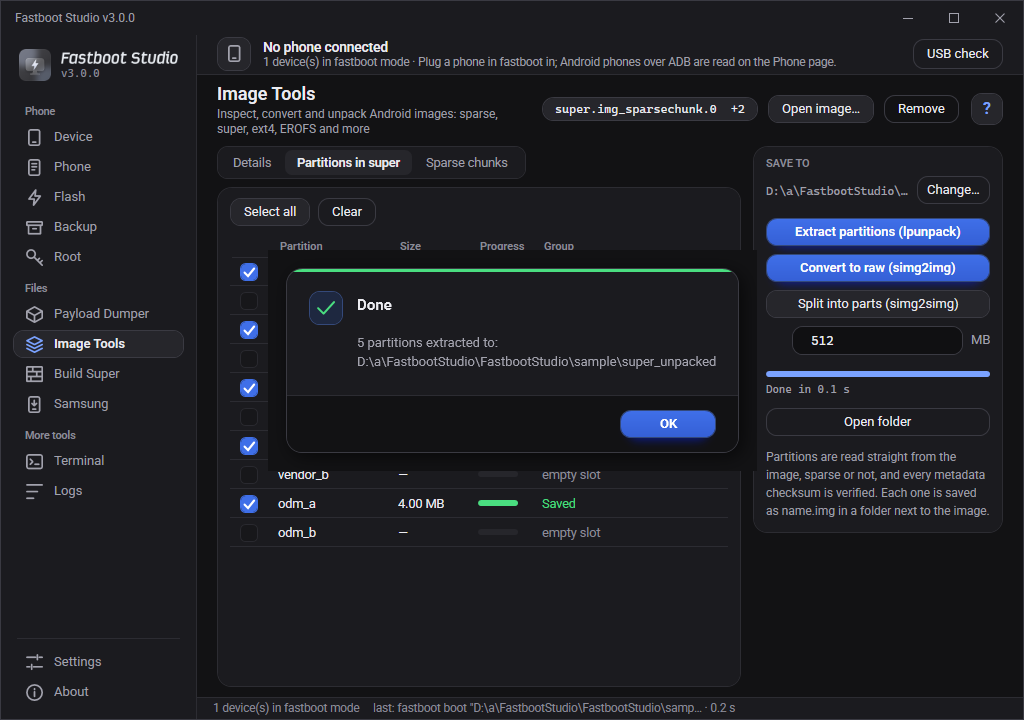 Fastboot Studio v3.0.0
Fastboot Studio
v3.0.0
Phone
Device
Phone
Flash
Backup
Root
Files
Payload Dumper
Image Tools
Build Super
Samsung
More tools
Terminal
Logs
Settings
About
No phone connected
1 device(s) in fastboot mode · Plug a phone in fastboot in; Android phones over ADB are read on the Phone page.
USB check
Image Tools
Inspect, convert and unpack Android images: sparse,
super, ext4, EROFS and more
super.img_sparsechunk.0 +2
Open image...
Remove
?
Details
Partitions in super
Sparse chunks
Select all
Clear
Partition Size Progress Group
Done
5 partitions extracted to:
D:\a\FastbootStudio\FastbootStudio\sample\super_unpacked
OK
vendor_b — empty slot
odm_a 4.00 MB Saved
odm_b — empty slot
SAVE TO
D:\a\FastbootStudio\…
Change...
Extract partitions (lpunpack)
Convert to raw (simg2img)
Split into parts (simg2simg)
512 MB
Done in 0.1 s
Open folder
Partitions are read straight from the
image, sparse or not, and every metadata
checksum is verified. Each one is saved
as name.img in a folder next to the image.
1 device(s) in fastboot mode last: fastboot boot "D:\a\FastbootStudio\FastbootStudio\samp… · 0.2 s